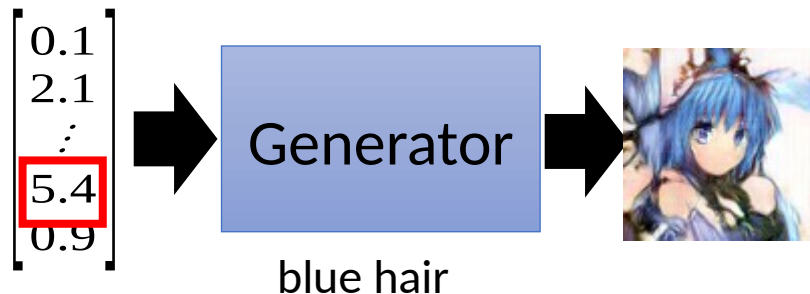 0.1
2.1
⋮
5.4
0.9
Generator
blue hair